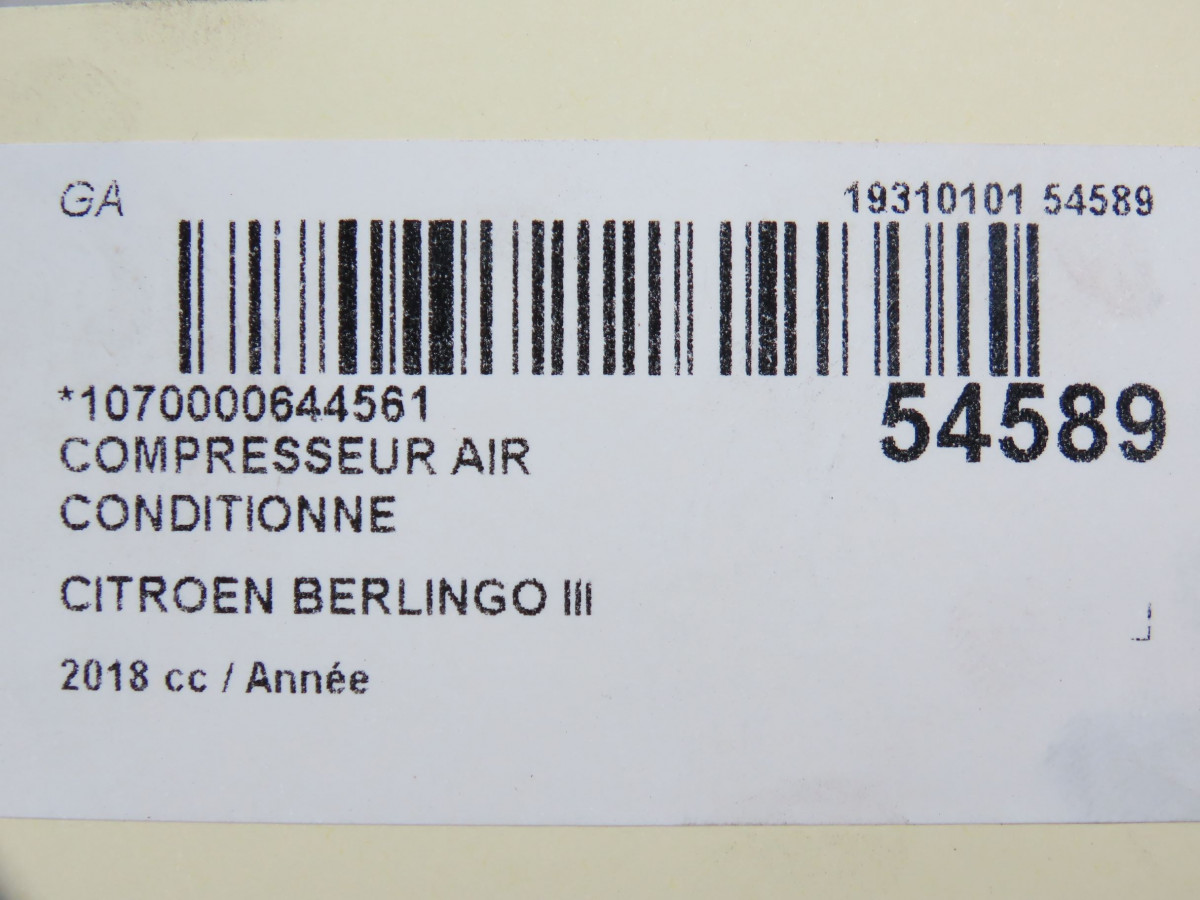 GA
19310101 54589
*1070000644561
54589
COMPRESSEUR AIR
CONDITIONNE
CITROEN BERLINGO III
2018 cc / Année